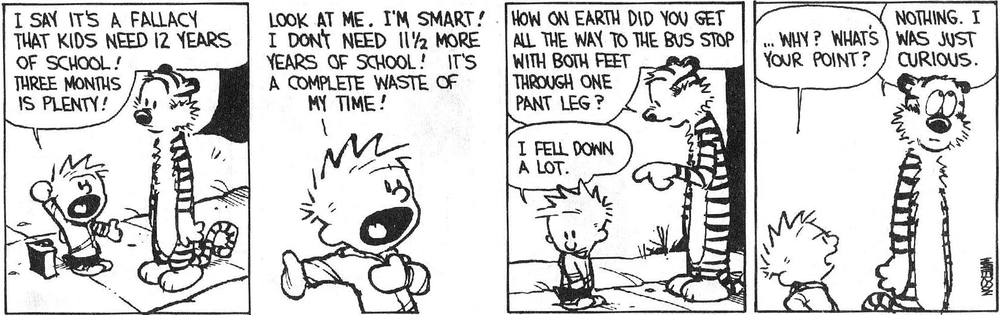 I SAY IT'S A FALLACY
THAT KIDS NEED 12 YEARS
OF SCHOOL!
THREE MONTHS
IS PLENTY!
LOOK AT ME. I'M SMART!
I DON'T NEED 11½ MORE
YEARS OF SCHOOL! IT'S
A COMPLETE WASTE OF
MY TIME!
HOW ON EARTH DID YOU GET
ALL THE WAY TO THE BUS STOP
WITH BOTH FEET
THROUGH ONE
PANT LEG?
I FELL DOWN
A LOT.
... WHY? WHAT'S
YOUR POINT?
NOTHING. I
WAS JUST
CURIOUS.
WATTERSON